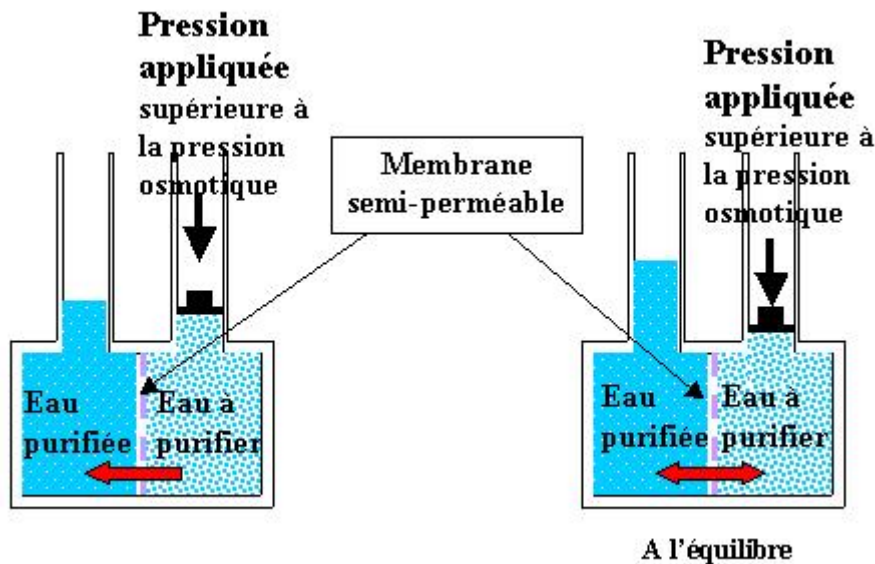 Pression
appliquée
supérieure à
la pression
osmotique
Membrane
semi-perméable
Pression
appliquée
supérieure à
la pression
osmotique
Eau
purifiée
Eau à
purifier
Eau
purifiée
Eau à
purifier
A l'équilibre